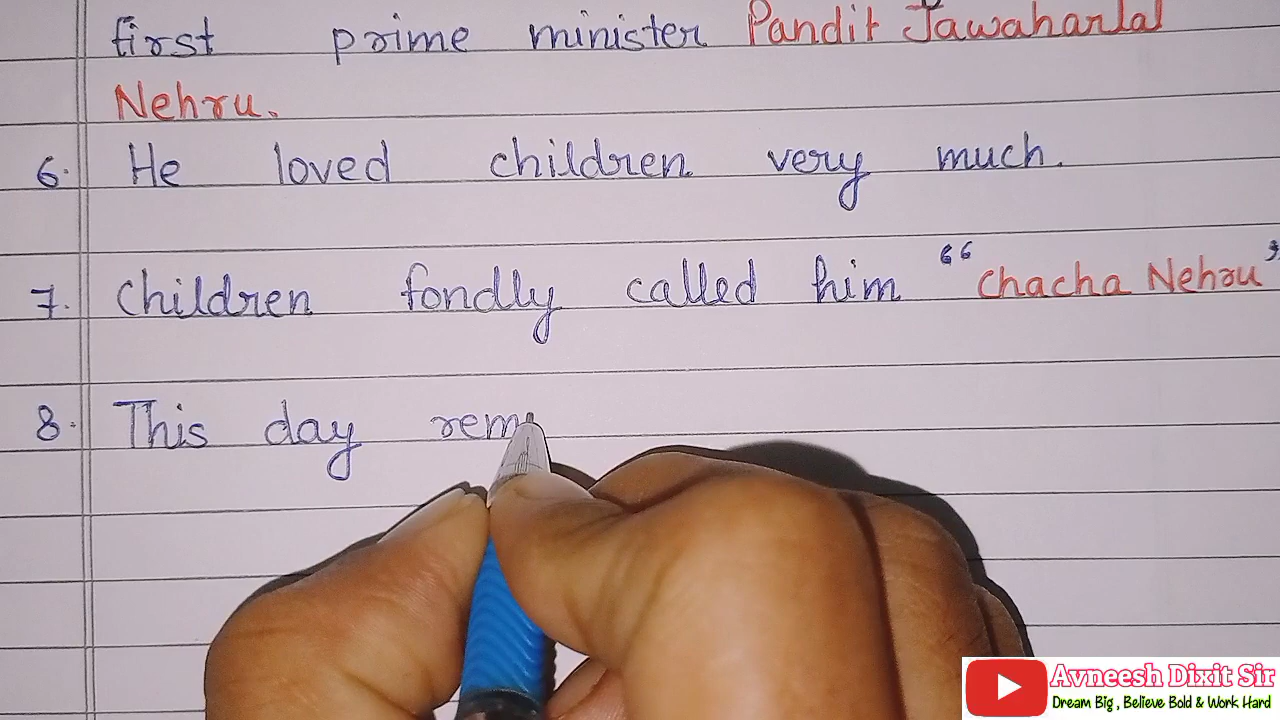 first prime minister Pandit Jawaharlal
Nehru.
6. He loved children very much.
7. Children fondly called him "Chacha Nehru"
8. This day rem
Avneesh Dixit Sir
Dream Big , Believe Bold & Work Hard